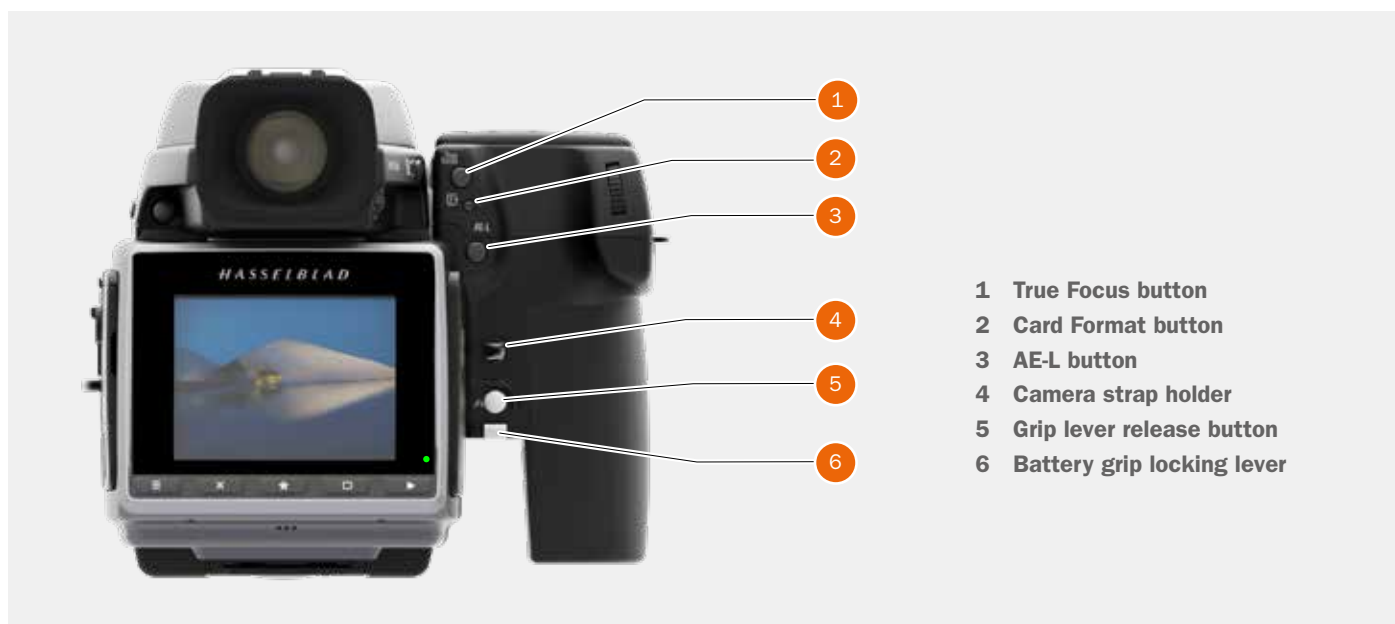 1
2
AE-L
3
HASSELBLAD
4
5
6
1 True Focus button
2 Card Format button
3 AE-L button
4 Camera strap holder
5 Grip lever release button
6 Battery grip locking lever